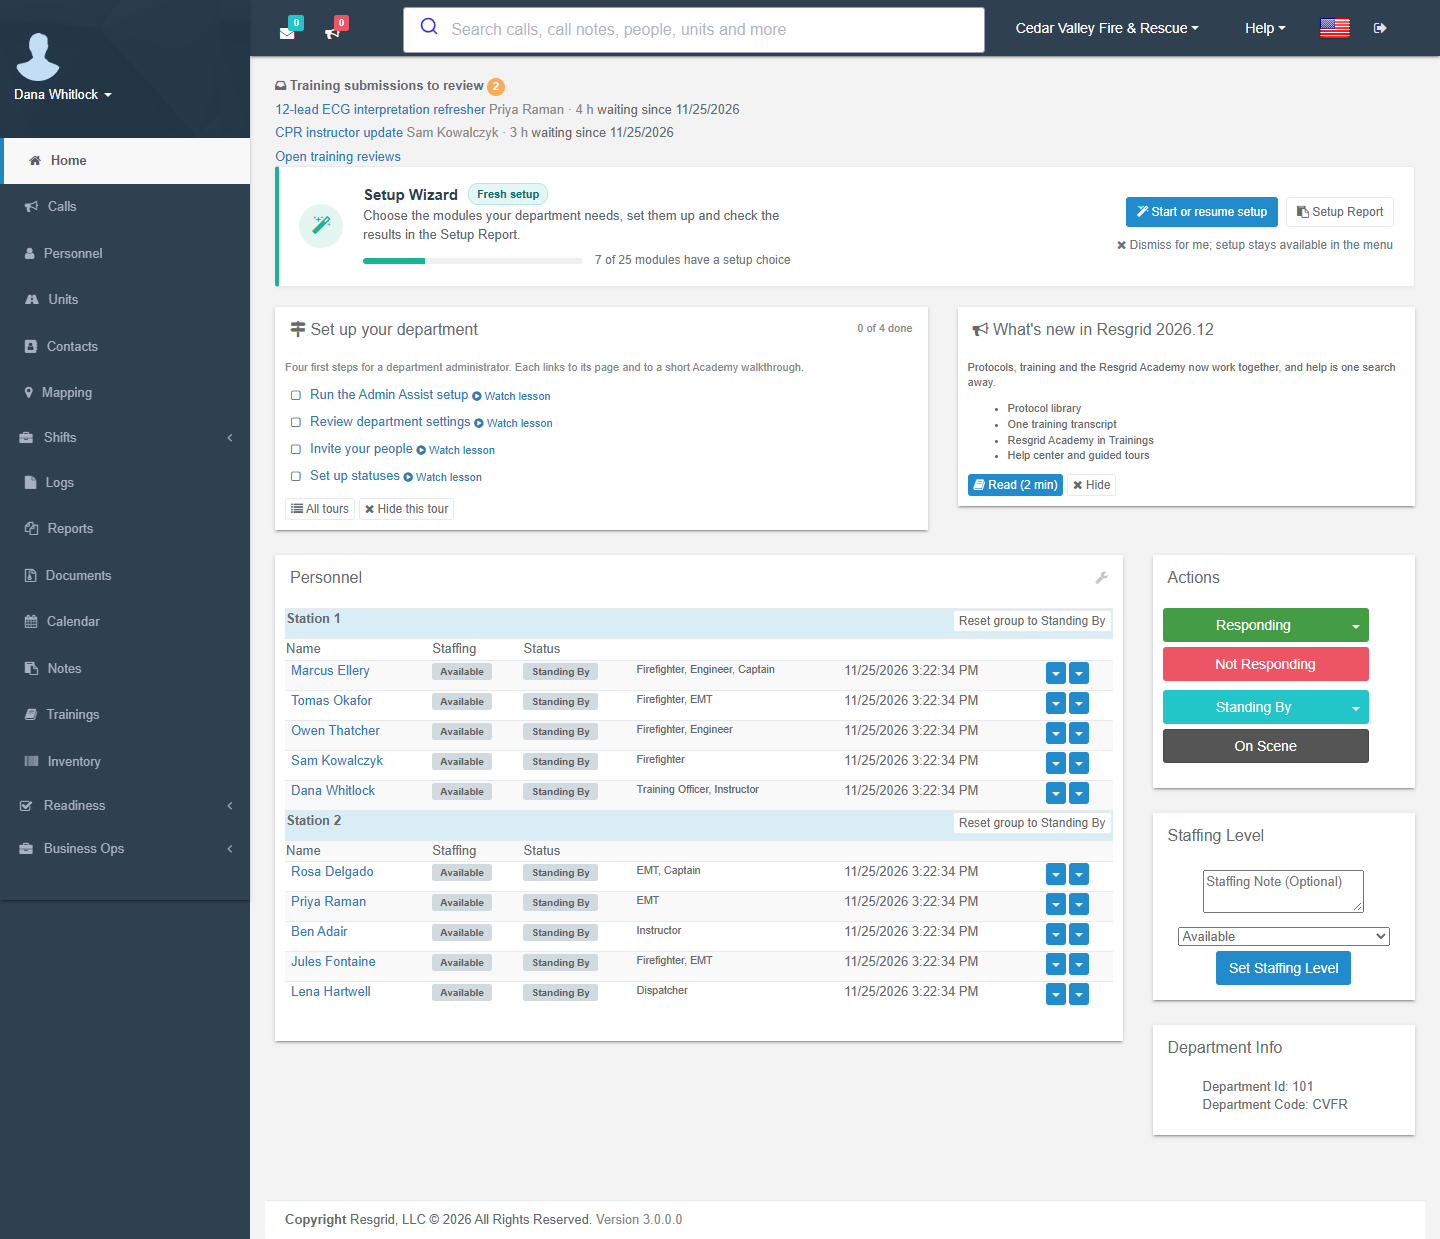 0
0
Search calls, call notes, people, units and more
Cedar Valley Fire & Rescue
Help
Dana Whitlock
Home
Calls
Personnel
Units
Contacts
Mapping
Shifts
Logs
Reports
Documents
Calendar
Notes
Trainings
Inventory
Readiness
Business Ops
Training submissions to review 2
12-lead ECG interpretation refresher Priya Raman · 4 h waiting since 11/25/2026
CPR instructor update Sam Kowalczyk · 3 h waiting since 11/25/2026
Open training reviews
Setup Wizard Fresh setup
Choose the modules your department needs, set them up and check the
results in the Setup Report.
7 of 25 modules have a setup choice
Start or resume setup
Setup Report
Dismiss for me; setup stays available in the menu
Set up your department
0 of 4 done
Four first steps for a department administrator. Each links to its page and to a short Academy walkthrough.
Run the Admin Assist setup Watch lesson
Review department settings Watch lesson
Invite your people Watch lesson
Set up statuses Watch lesson
All tours
Hide this tour
What's new in Resgrid 2026.12
Protocols, training and the Resgrid Academy now work together, and help is one search
away.
Protocol library
One training transcript
Resgrid Academy in Trainings
Help center and guided tours
Read (2 min)
Hide
Personnel
Station 1 Reset group to Standing By
Name Staffing Status
Marcus Ellery Available Standing By Firefighter, Engineer, Captain 11/25/2026 3:22:34 PM
Tomas Okafor Available Standing By Firefighter, EMT 11/25/2026 3:22:34 PM
Owen Thatcher Available Standing By Firefighter, Engineer 11/25/2026 3:22:34 PM
Sam Kowalczyk Available Standing By Firefighter 11/25/2026 3:22:34 PM
Dana Whitlock Available Standing By Training Officer, Instructor 11/25/2026 3:22:34 PM
Station 2 Reset group to Standing By
Name Staffing Status
Rosa Delgado Available Standing By EMT, Captain 11/25/2026 3:22:34 PM
Priya Raman Available Standing By EMT 11/25/2026 3:22:34 PM
Ben Adair Available Standing By Instructor 11/25/2026 3:22:34 PM
Jules Fontaine Available Standing By Firefighter, EMT 11/25/2026 3:22:34 PM
Lena Hartwell Available Standing By Dispatcher 11/25/2026 3:22:34 PM
Actions
Responding
Not Responding
Standing By
On Scene
Staffing Level
Staffing Note (Optional)
Available
Set Staffing Level
Department Info
Department Id: 101
Department Code: CVFR
Copyright Resgrid, LLC © 2026 All Rights Reserved. Version 3.0.0.0